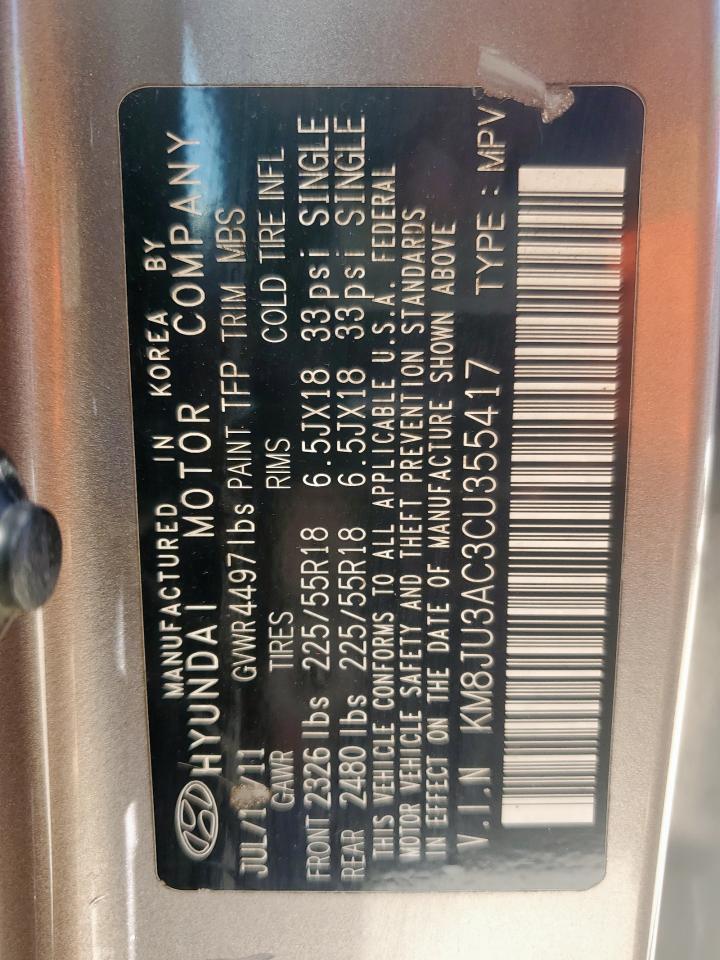 MANUFACTURED IN KOREA BY
HYUNDAI MOTOR COMPANY
JUL/ /11 GVWR 4497lbs PAINT TFP TRIM MBS
GAWR TIRES RIMS COLD TIRE INFL
FRONT 2326 lbs 225/55R18 6.5JX18 33psi SINGLE
REAR 2480 lbs 225/55R18 6.5JX18 33psi SINGLE
THIS VEHICLE CONFORMS TO ALL APPLICABLE U.S.A. FEDERAL
MOTOR VEHICLE SAFETY AND THEFT PREVENTION STANDARDS
IN EFFECT ON THE DATE OF MANUFACTURE SHOWN ABOVE
V.I.N KM8JU3AC3CU355417 TYPE : MPV